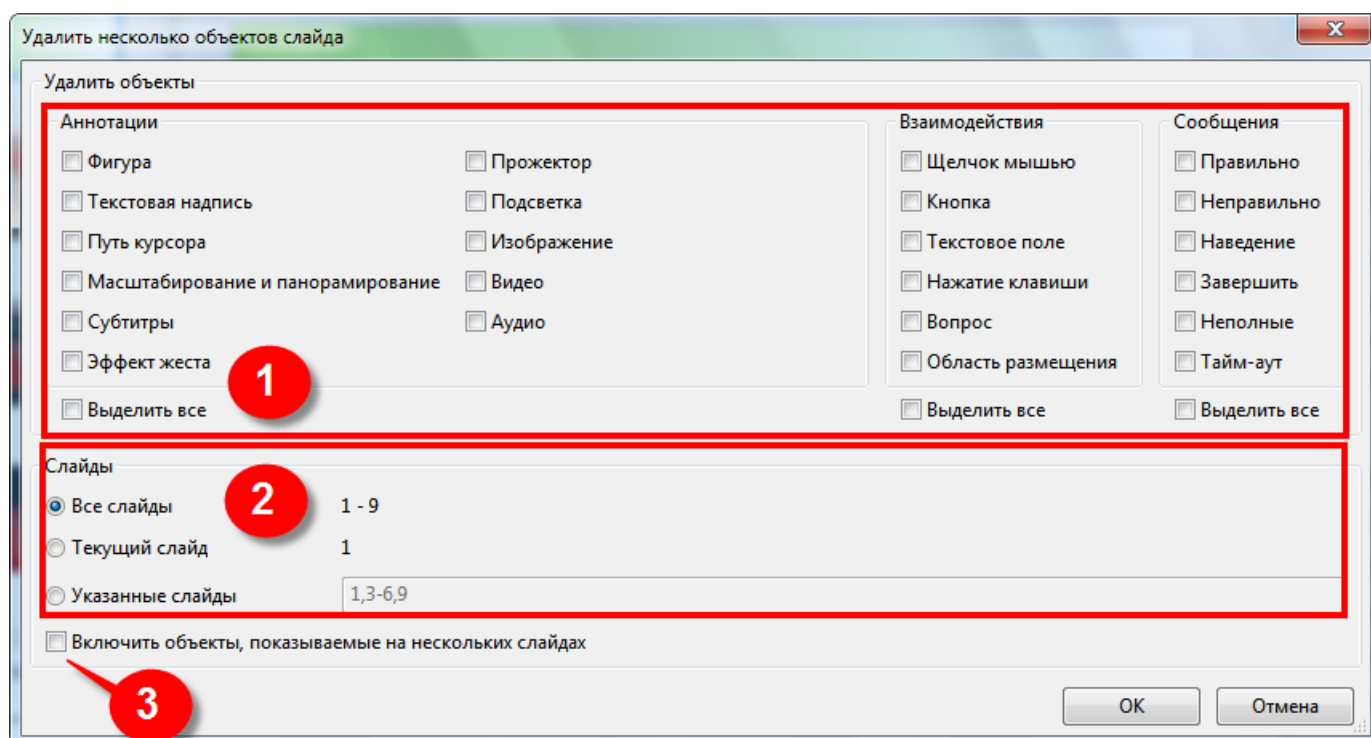 Удалить несколько объектов слайда
Удалить объекты
Аннотации
Фигура
Текстовая надпись
Путь курсора
Масштабирование и панорамирование
Субтитры
Эффект жеста
Прожектор
Подсветка
Изображение
Видео
Аудио
1
Выделить все
Взаимодействия
Щелчок мышью
Кнопка
Текстовое поле
Нажатие клавиши
Вопрос
Область размещения
Выделить все
Сообщения
Правильно
Неправильно
Наведение
Завершить
Неполные
Тайм-аут
Выделить все
Слайды
2
Все слайды 1 - 9
Текущий слайд 1
Указанные слайды 1,3-6,9
Включить объекты, показываемые на нескольких слайдах
3
ОК Отмена